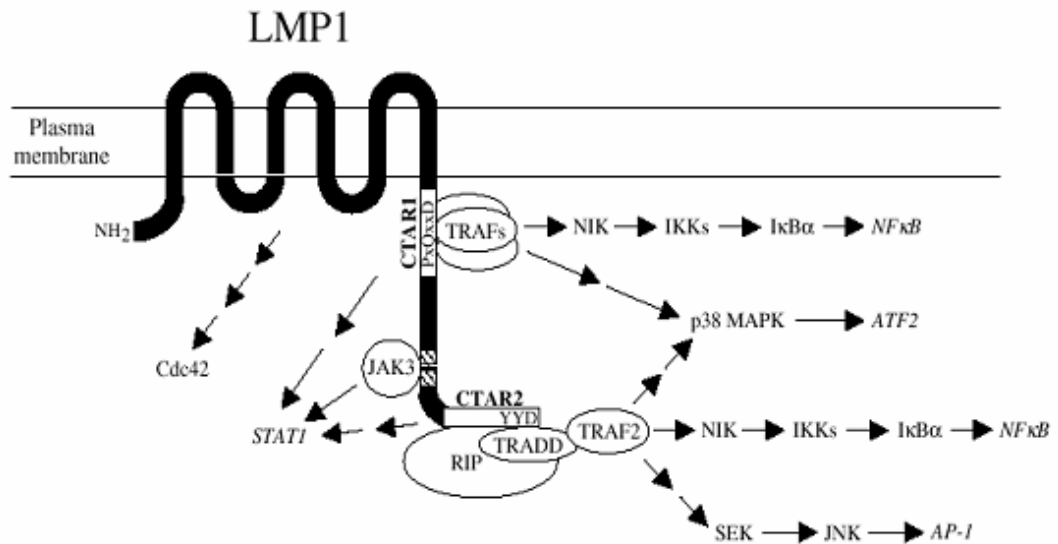 LMP1
Plasma
membrane
NH2
CTAR1
PxQxxD
TRAFs
NIK
IKKs
IκBα
NFκB
p38 MAPK
ATF2
Cdc42
JAK3
CTAR2
YYD
STAT1
RIP
TRADD
TRAF2
NIK
IKKs
IκBα
NFκB
SEK
JNK
AP-1